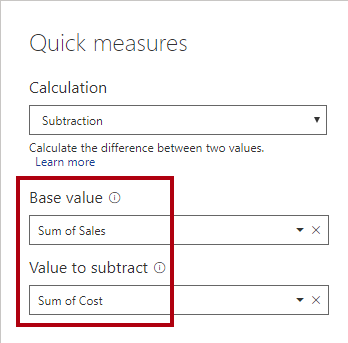 Quick measures
Calculation
Subtraction
Calculate the difference between two values.
Learn more
Base value
Sum of Sales
Value to subtract
Sum of Cost